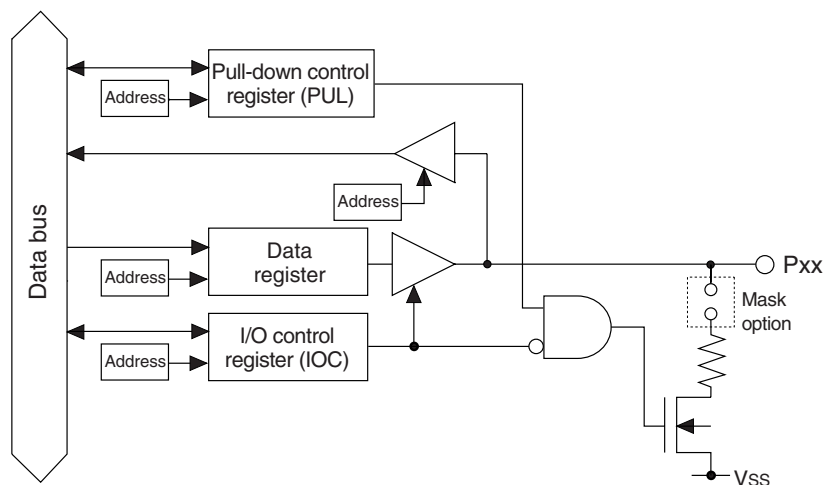 Pull-down control
register (PUL)
Address
Address
Data bus
Data
register
Address
Pxx
Mask
option
I/O control
register (IOC)
Address
VSS